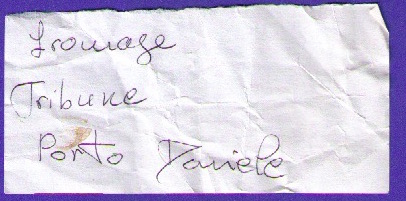 Fromage
Tribune
Porto Daniele